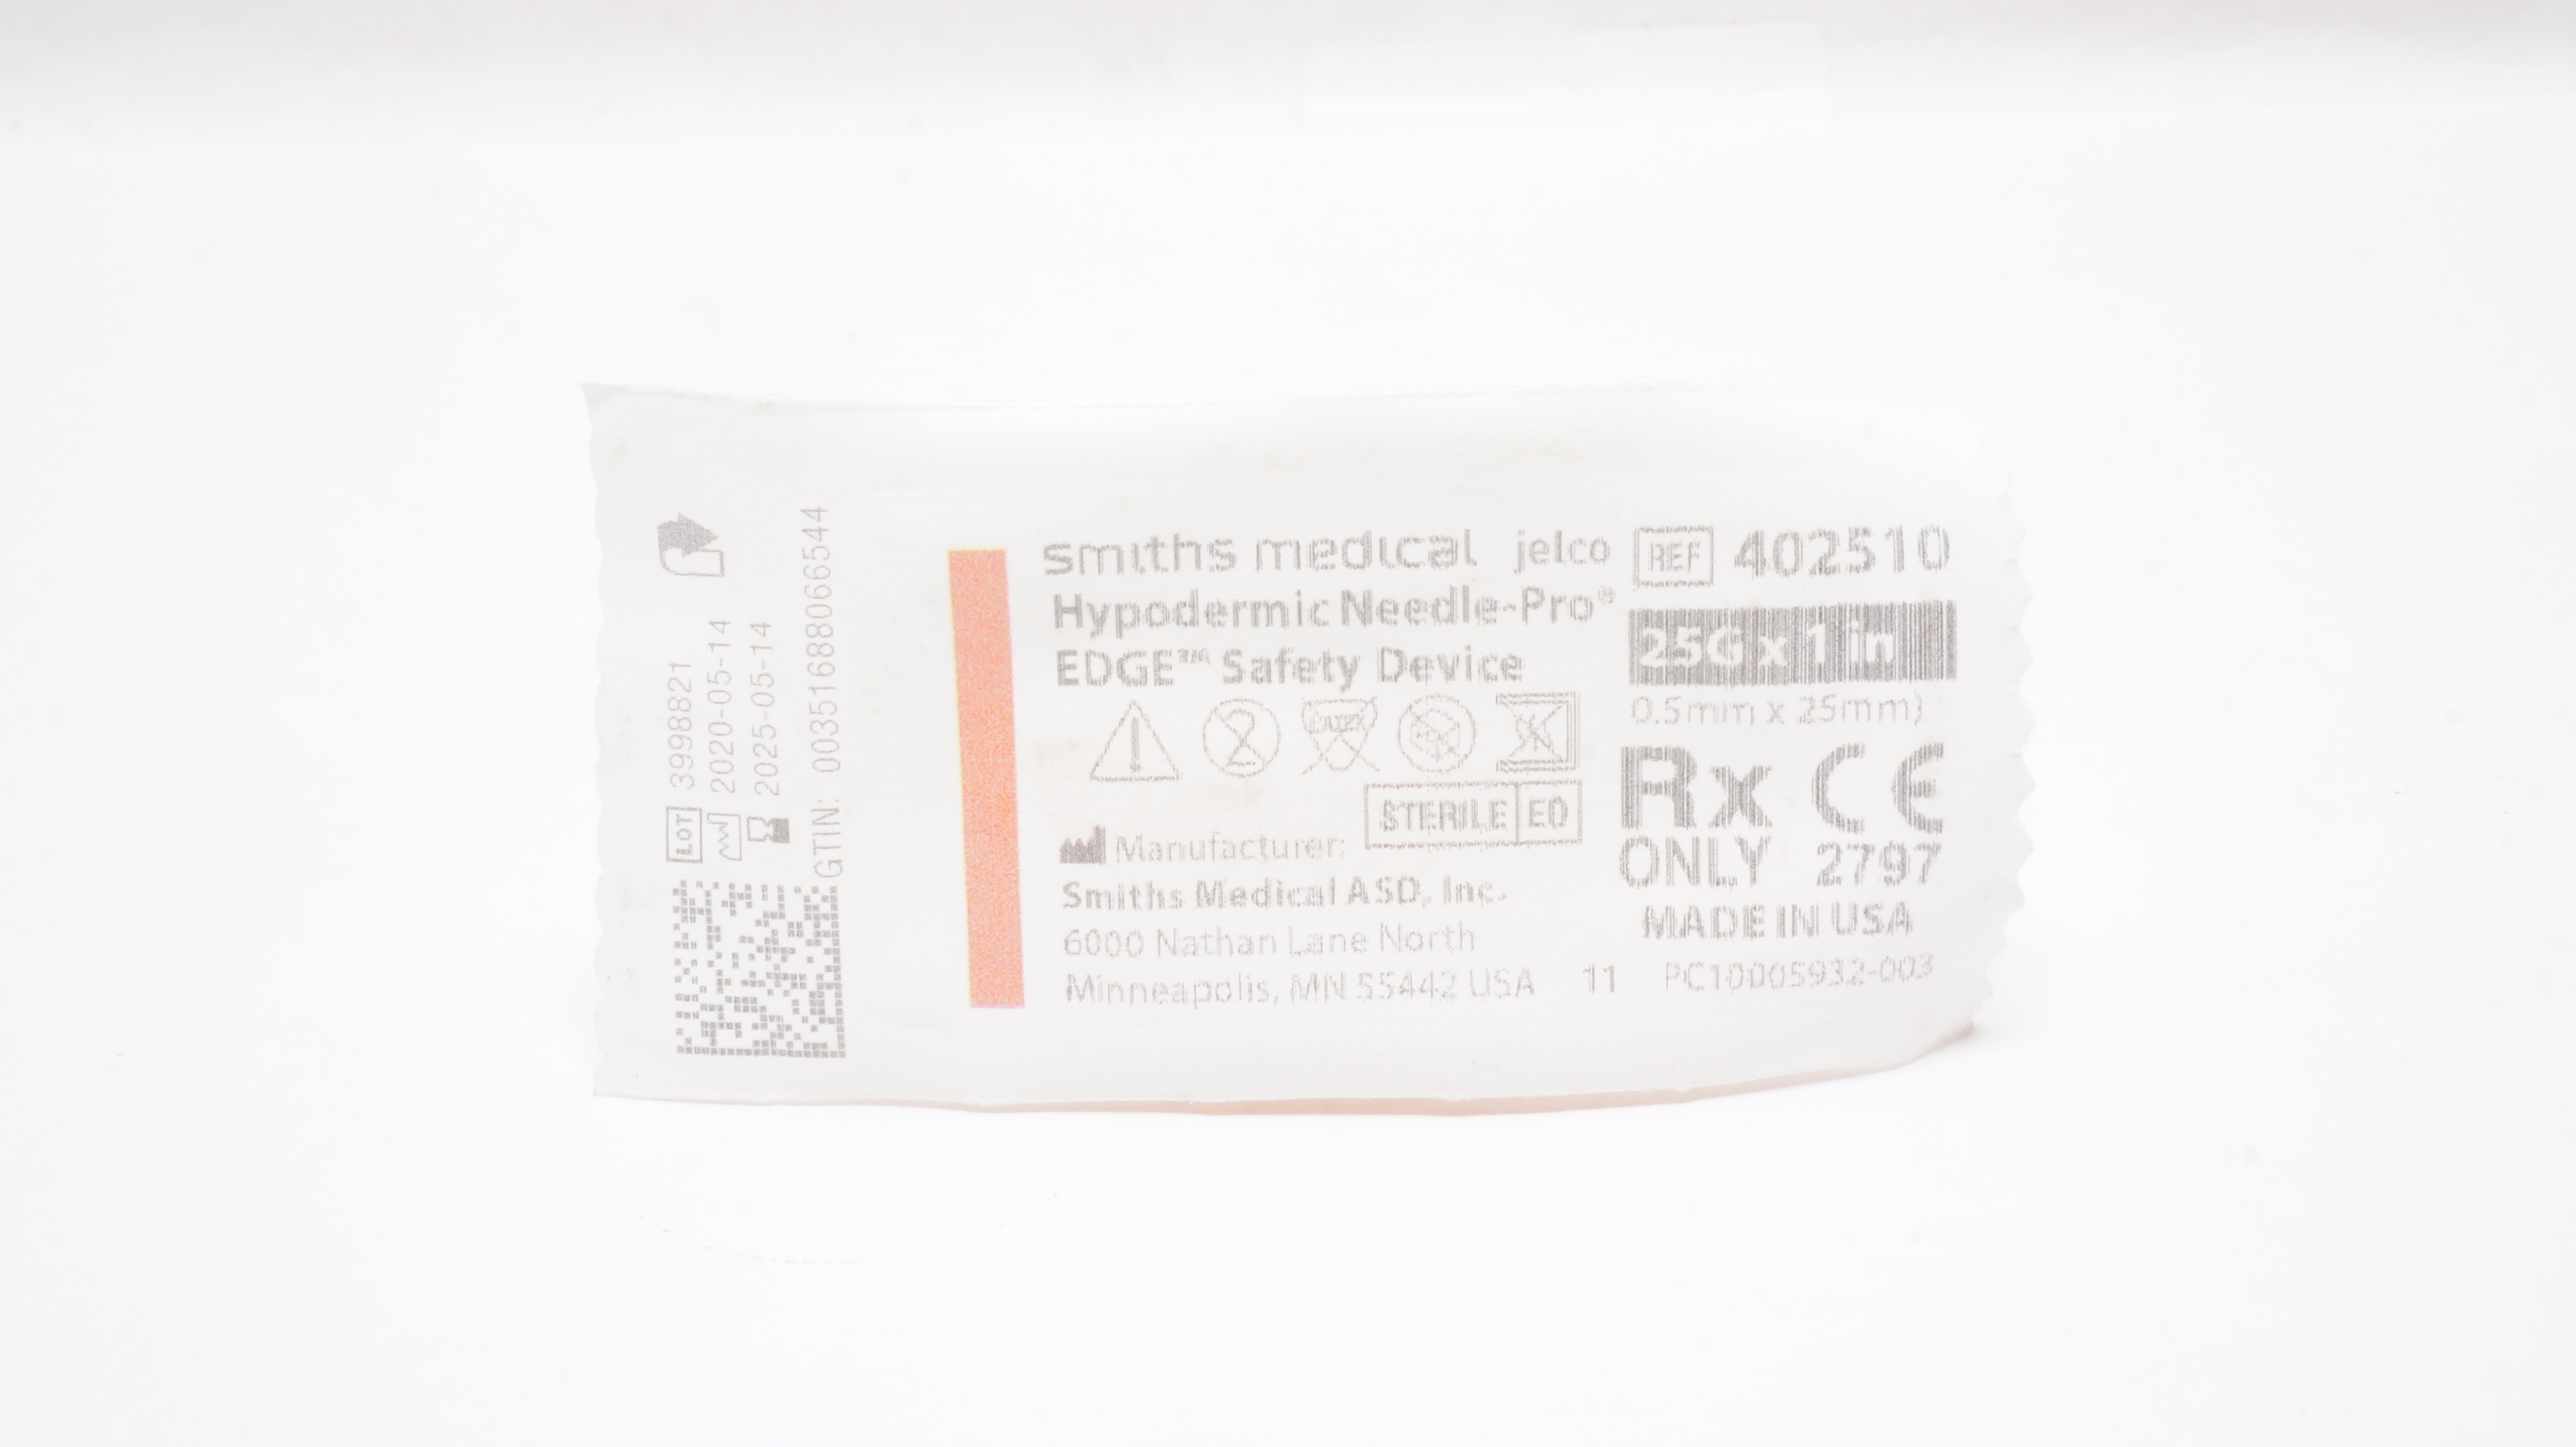 LOT 3998821
2020-05-14
2025-05-14
GTIN: 00351688066544
smiths medical jelco
Hypodermic Needle-Pro®
EDGE™ Safety Device
LATEX
STERILE EO
Manufacturer:
Smiths Medical ASD, Inc.
6000 Nathan Lane North
Minneapolis, MN 55442 USA
11
REF 402510
25G x 1 in
0.5mm x 25mm)
Rx CE
ONLY 2797
MADE IN USA
PC10005932-003